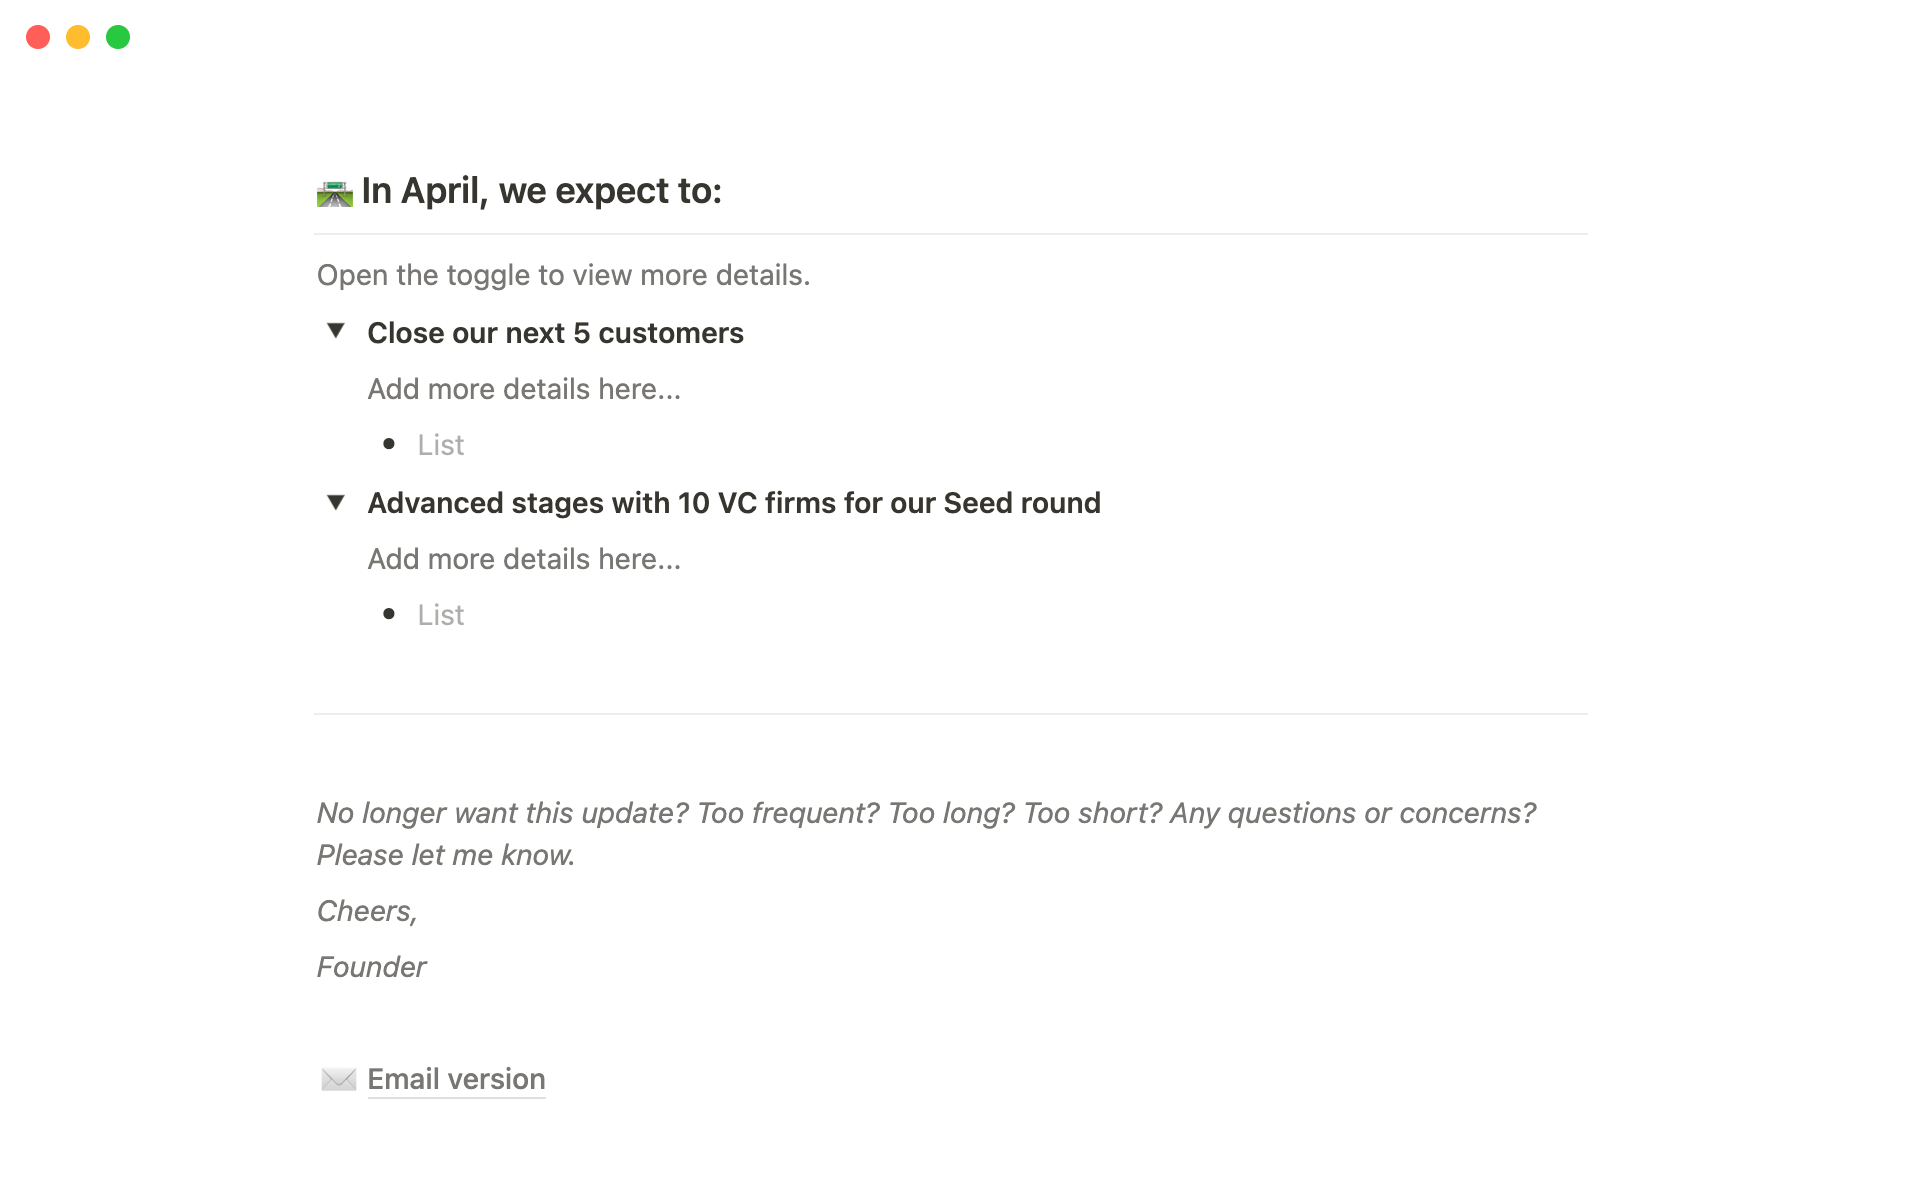 In April, we expect to:
Open the toggle to view more details.
Close our next 5 customers
Add more details here...
List
Advanced stages with 10 VC firms for our Seed round
Add more details here...
List
No longer want this update? Too frequent? Too long? Too short? Any questions or concerns?
Please let me know.
Cheers,
Founder
Email version